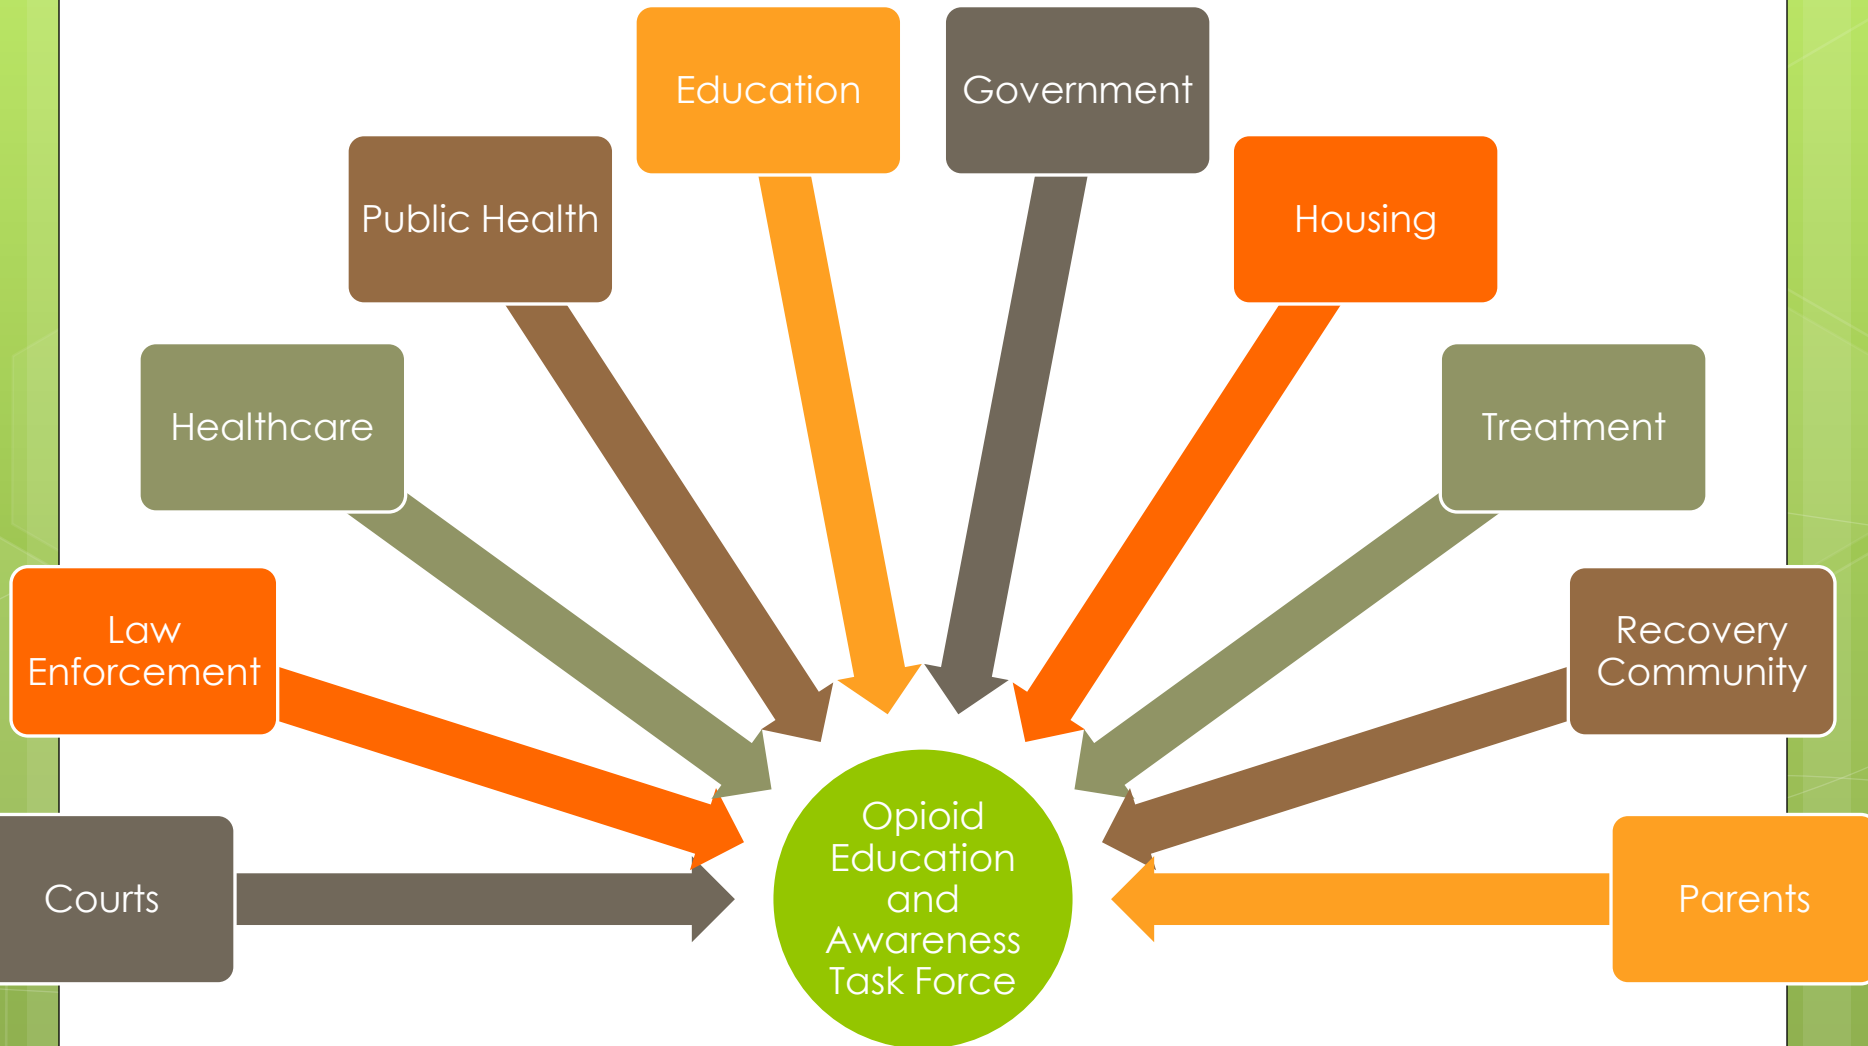 Education
Government
Public Health
Housing
Healthcare
Treatment
Law
Enforcement
Recovery
Community
Courts
Opioid
Education
and
Awareness
Task Force
Parents